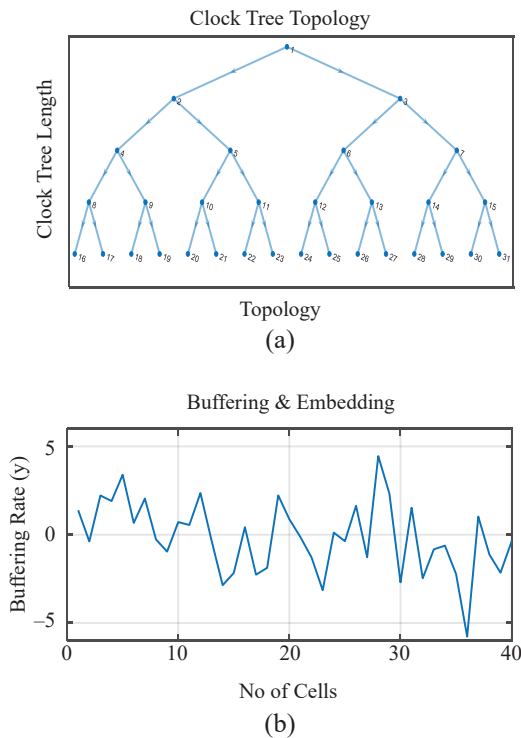 Clock Tree Topology
Clock Tree Length
1
2 3
4 5 6 7
8 9 10 11 12 13 14 15
16 17 18 19 20 21 22 23 24 25 26 27 28 29 30 31
Topology
(a)
Buffering & Embedding
Buffering Rate (y)
5
0
−5
0 10 20 30 40
No of Cells
(b)